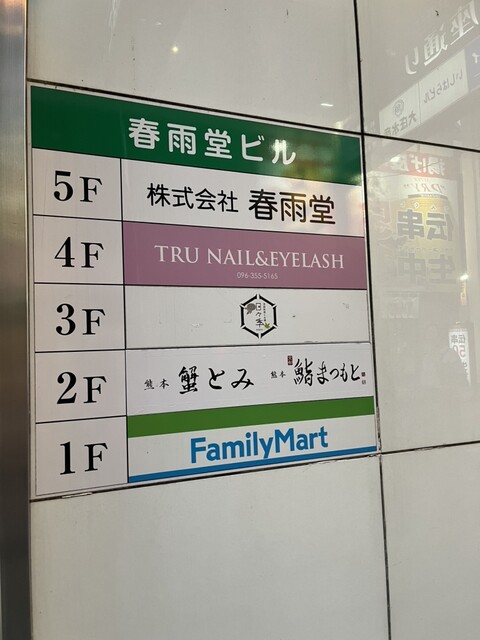 春雨堂ビル
5F 株式会社 春雨堂
4F TRU NAIL&EYELASH
096-355-5165
3F
2F 熊本 蟹とみ 熊本 鮨まつもと
1F FamilyMart